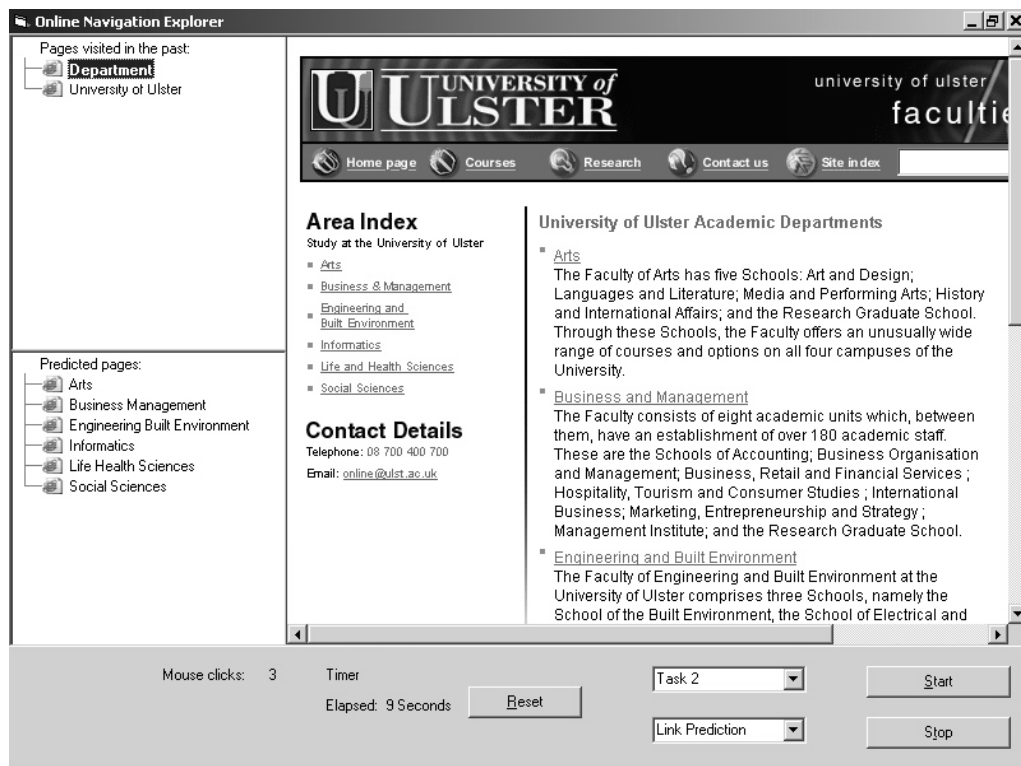 Online Navigation Explorer
Pages visited in the past:
Department
University of Ulster
Predicted pages:
Arts
Business Management
Engineering Built Environment
Informatics
Life Health Sciences
Social Sciences
UNIVERSITY of
ULSTER
university of ulster
facultie
Home page
Courses
Research
Contact us
Site index
Area Index
Study at the University of Ulster
Arts
Business & Management
Engineering and
Built Environment
Informatics
Life and Health Sciences
Social Sciences
Contact Details
Telephone: 08 700 400 700
Email: online@ulst.ac.uk
University of Ulster Academic Departments
Arts
The Faculty of Arts has five Schools: Art and Design;
Languages and Literature; Media and Performing Arts; History
and International Affairs; and the Research Graduate School.
Through these Schools, the Faculty offers an unusually wide
range of courses and options on all four campuses of the
University.
Business and Management
The Faculty consists of eight academic units which, between
them, have an establishment of over 180 academic staff.
These are the Schools of Accounting; Business Organisation
and Management; Business, Retail and Financial Services ;
Hospitality, Tourism and Consumer Studies ; International
Business; Marketing, Entrepreneurship and Strategy ;
Management Institute; and the Research Graduate School.
Engineering and Built Environment
The Faculty of Engineering and Built Environment at the
University of Ulster comprises three Schools, namely the
School of the Built Environment, the School of Electrical and
Mouse clicks: 3
Timer
Elapsed: 9 Seconds
Reset
Task 2
Link Prediction
Start
Stop